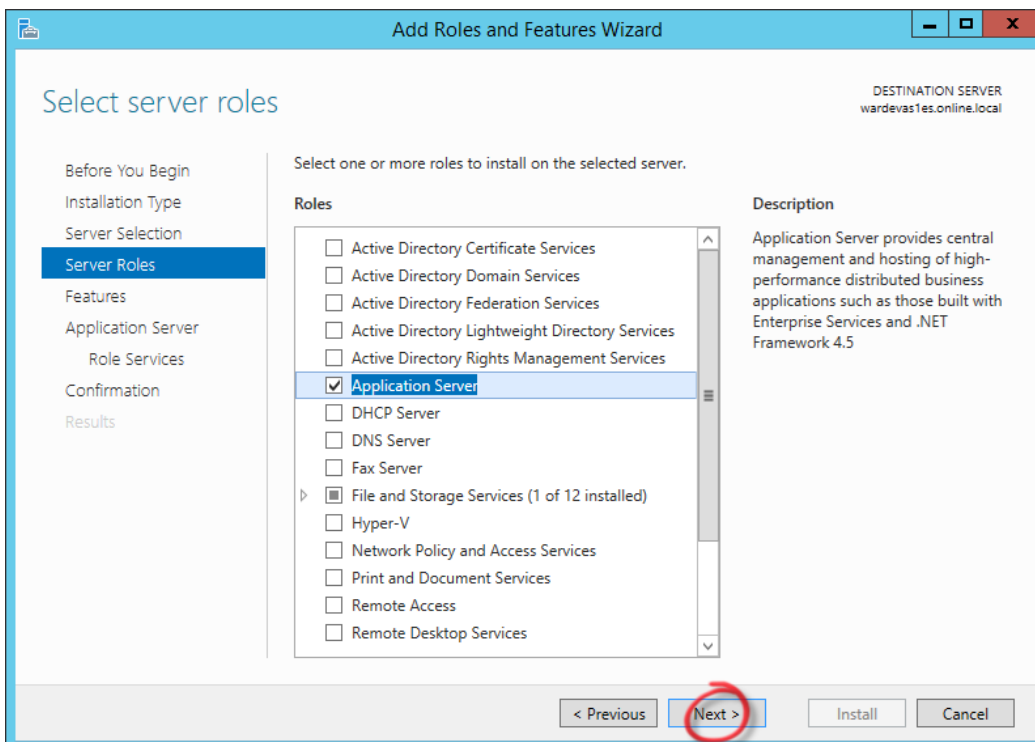 Add Roles and Features Wizard
x
Select server roles
DESTINATION SERVER
wardevas1es.online.local
Before You Begin
Installation Type
Server Selection
Server Roles
Features
Application Server
Role Services
Confirmation
Results
Select one or more roles to install on the selected server.
Roles
Active Directory Certificate Services
Active Directory Domain Services
Active Directory Federation Services
Active Directory Lightweight Directory Services
Active Directory Rights Management Services
Application Server
DHCP Server
DNS Server
Fax Server
File and Storage Services (1 of 12 installed)
Hyper-V
Network Policy and Access Services
Print and Document Services
Remote Access
Remote Desktop Services
Description
Application Server provides central
management and hosting of high-
performance distributed business
applications such as those built with
Enterprise Services and .NET
Framework 4.5
< Previous
Next >
Install
Cancel